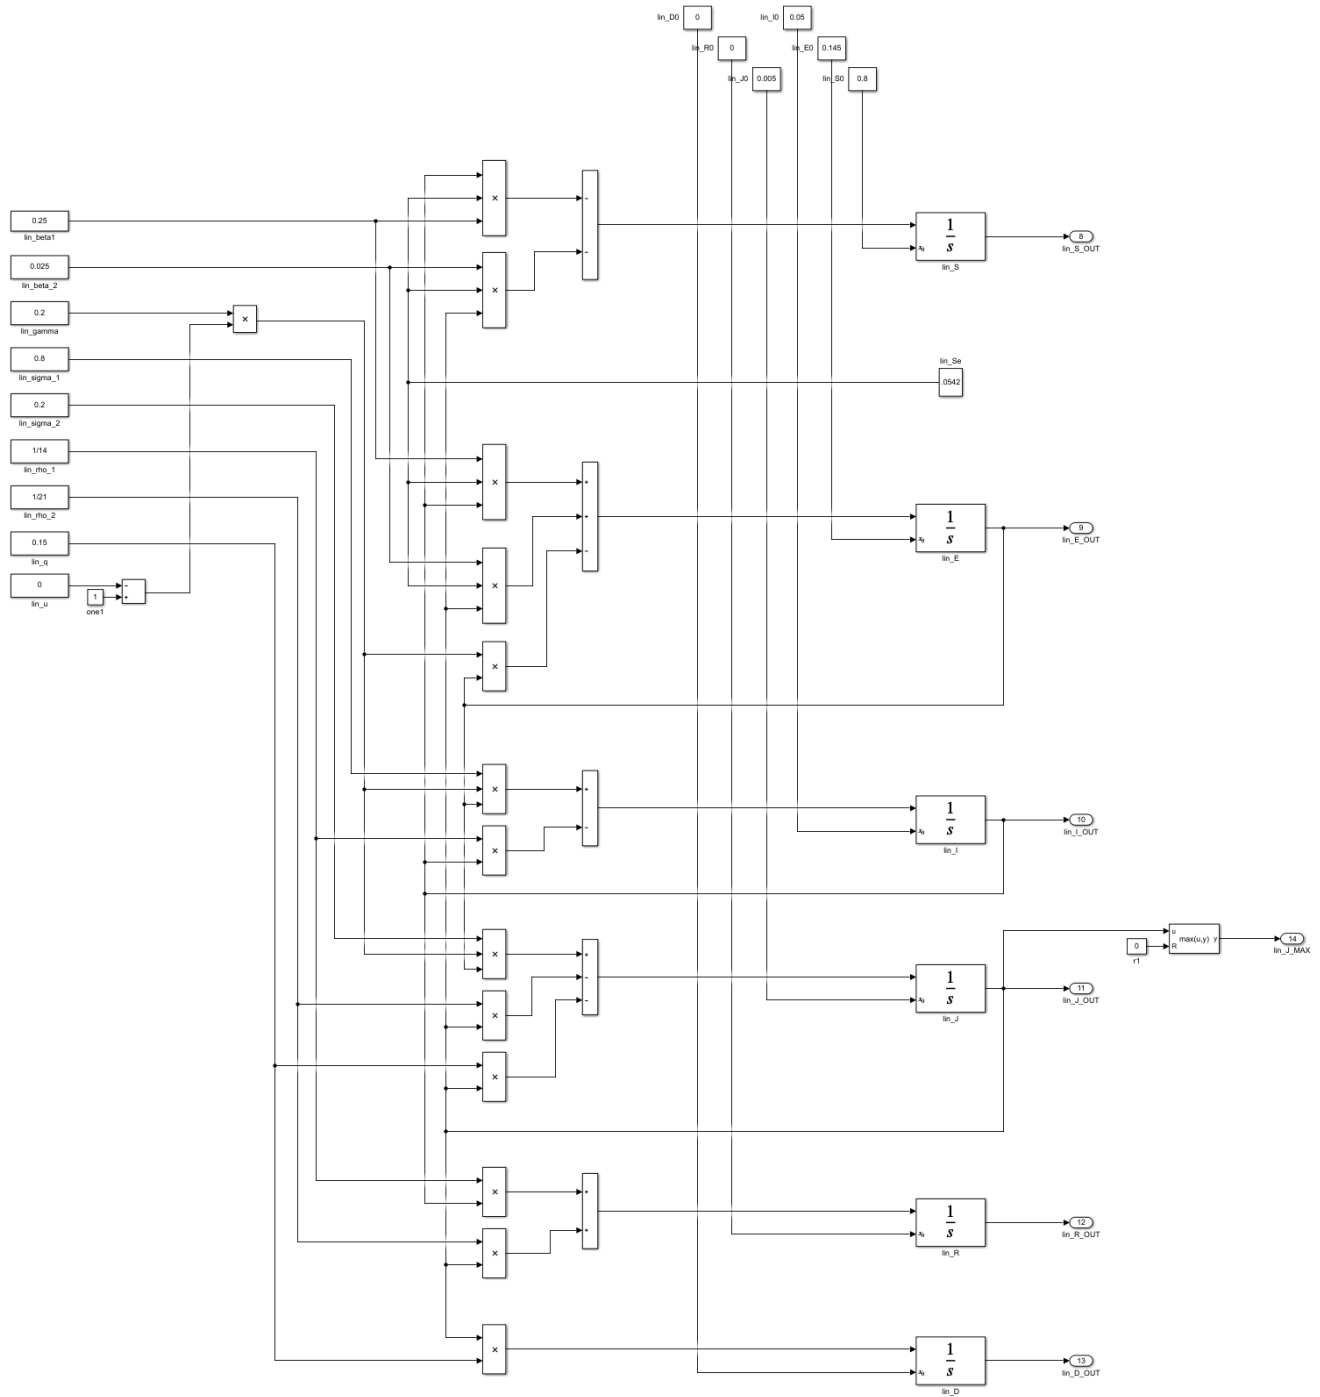 lin_D0
0
lin_I0
0.05
lin_R0
0
lin_E0
0.145
lin_J0
0.005
lin_S0
0.8
×
-
0.25
lin_beta1
1
s
x₀
lin_S
8
lin_S_OUT
0.025
lin_beta_2
×
-
0.2
lin_gamma
×
0.8
lin_sigma_1
lin_Se
.0542
0.2
lin_sigma_2
1/14
lin_rho_1
×
+
1/21
lin_rho_2
+
1
s
x₀
lin_E
9
lin_E_OUT
0.15
lin_q
×
-
0
lin_u
-
+
1
one1
×
×
+
1
s
x₀
lin_I
10
lin_I_OUT
×
-
×
+
-
-
0
r1
u
R
max(u,y)
y
14
lin_J_MAX
1
s
x₀
lin_J
11
lin_J_OUT
×
×
×
+
+
1
s
x₀
lin_R
12
lin_R_OUT
×
×
1
s
x₀
lin_D
13
lin_D_OUT